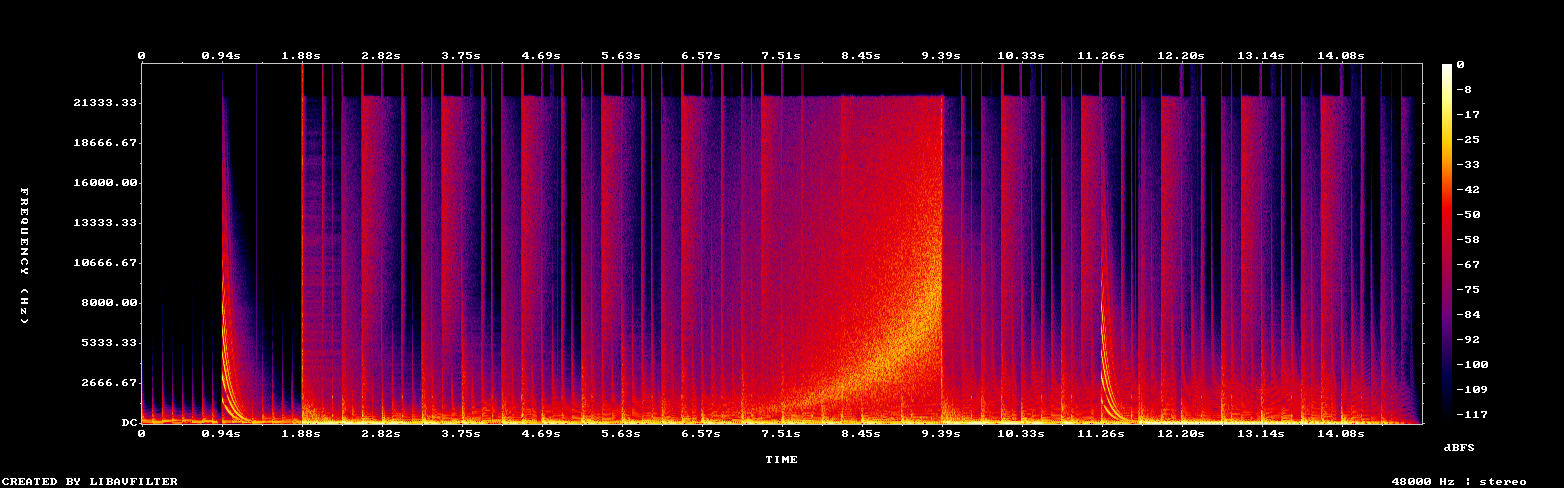 0 0.94s 1.88s 2.82s 3.75s 4.69s 5.63s 6.57s 7.51s 8.45s 9.39s 10.33s 11.26s 12.20s 13.14s 14.08s
21333.33
18666.67
16000.00
13333.33
10666.67
8000.00
5333.33
2666.67
DC
FREQUENCY (Hz)
0
-8
-17
-25
-33
-42
-50
-58
-67
-75
-84
-92
-100
-109
-117
dBFS
0 0.94s 1.88s 2.82s 3.75s 4.69s 5.63s 6.57s 7.51s 8.45s 9.39s 10.33s 11.26s 12.20s 13.14s 14.08s
TIME
CREATED BY LIBAVFILTER
48000 Hz | stereo